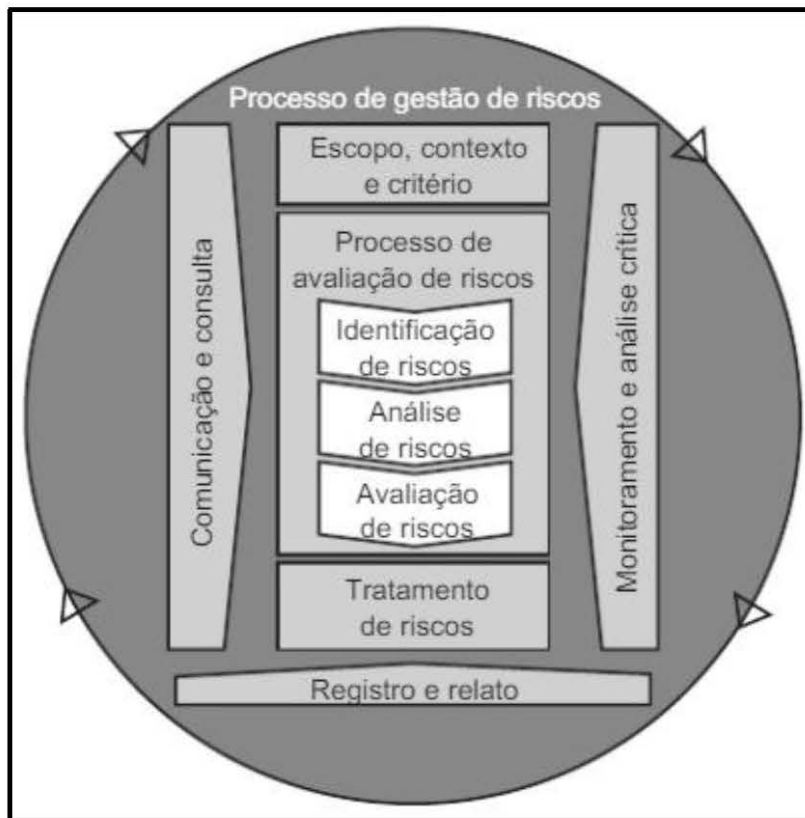 Processo de gestão de riscos
Escopo, contexto
e critério
Processo de
avaliação de riscos
Identificação
de riscos
Análise
de riscos
Avaliação
de riscos
Tratamento
de riscos
Comunicação e consulta
Monitoramento e análise crítica
Registro e relato